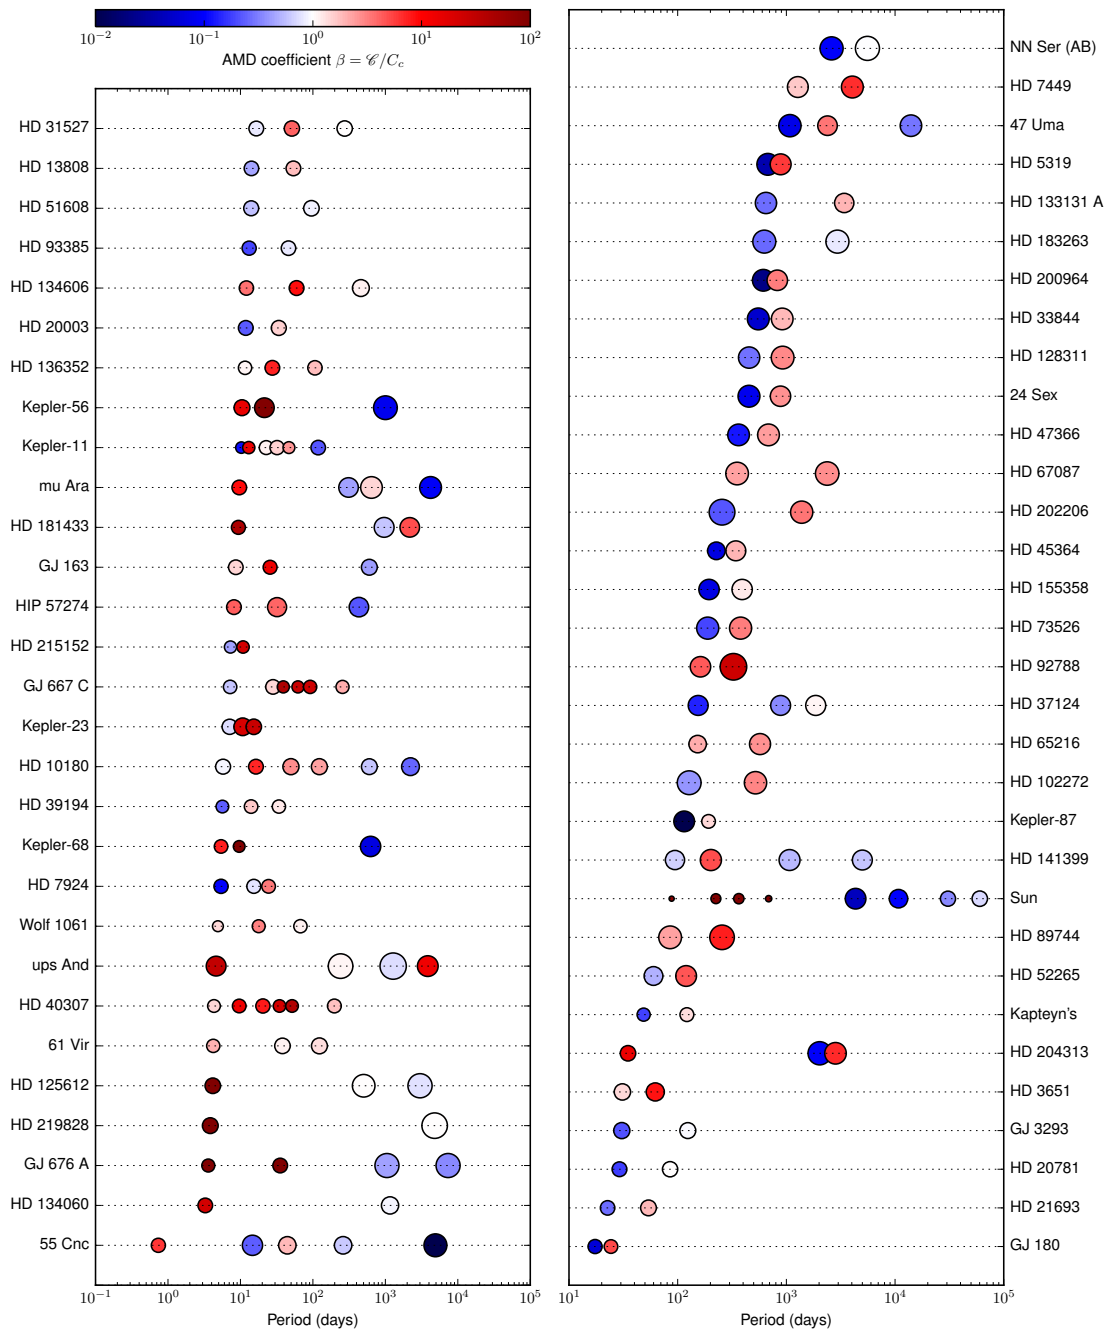 10^{-2} 10^{-1} 10^{0} 10^{1} 10^{2}
AMD coefficient β = 𝒞/C_c
HD 31527
HD 13808
HD 51608
HD 93385
HD 134606
HD 20003
HD 136352
Kepler-56
Kepler-11
mu Ara
HD 181433
GJ 163
HIP 57274
HD 215152
GJ 667 C
Kepler-23
HD 10180
HD 39194
Kepler-68
HD 7924
Wolf 1061
ups And
HD 40307
61 Vir
HD 125612
HD 219828
GJ 676 A
HD 134060
55 Cnc
10^{-1} 10^{0} 10^{1} 10^{2} 10^{3} 10^{4} 10^{5}
Period (days)
NN Ser (AB)
HD 7449
47 Uma
HD 5319
HD 133131 A
HD 183263
HD 200964
HD 33844
HD 128311
24 Sex
HD 47366
HD 67087
HD 202206
HD 45364
HD 155358
HD 73526
HD 92788
HD 37124
HD 65216
HD 102272
Kepler-87
HD 141399
Sun
HD 89744
HD 52265
Kapteyn's
HD 204313
HD 3651
GJ 3293
HD 20781
HD 21693
GJ 180
10^{1} 10^{2} 10^{3} 10^{4} 10^{5}
Period (days)